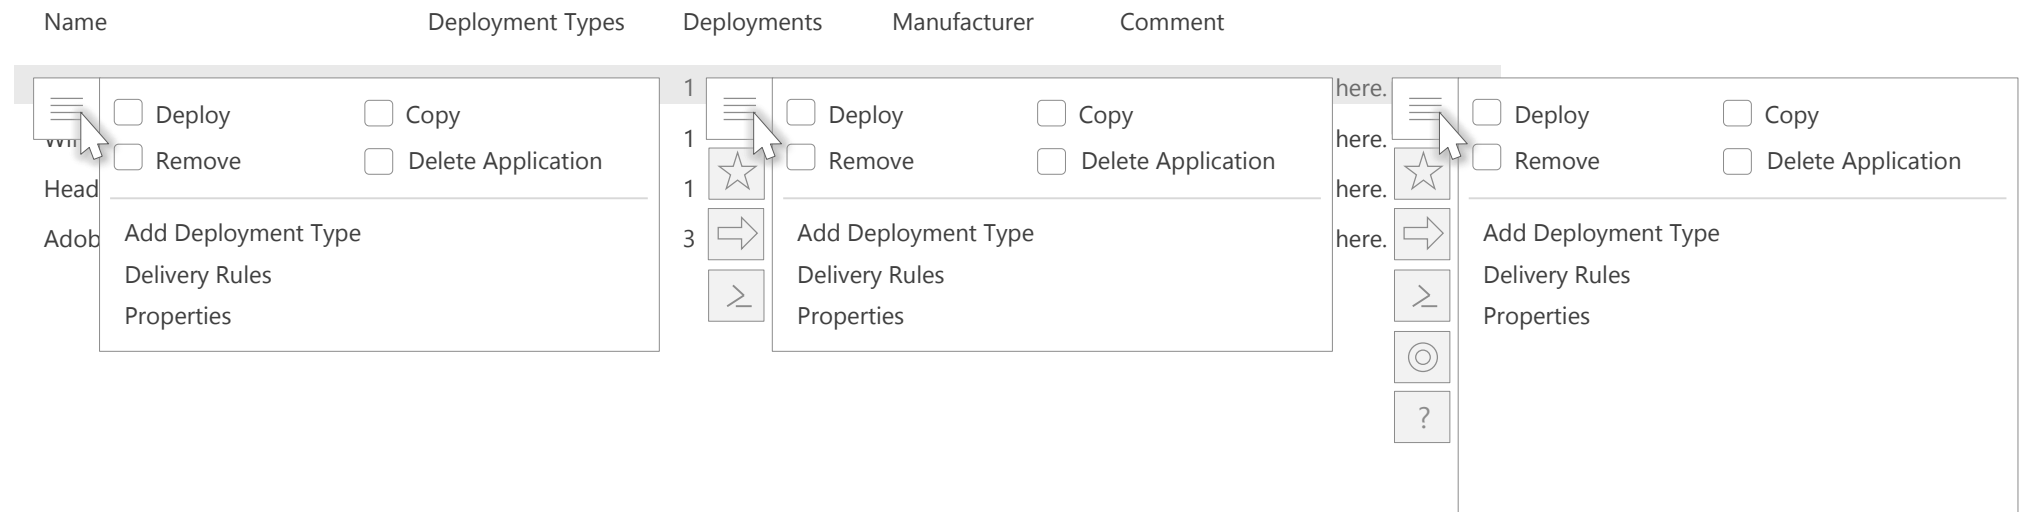 Name Deployment Types Deployments Manufacturer Comment
1 here.
Deploy Copy Deploy Copy Deploy Copy
1 here.
Remove Delete Application Remove Delete Application Remove Delete Application
Head 1 here.
Adob 3 here.
Add Deployment Type Add Deployment Type Add Deployment Type
Delivery Rules Delivery Rules Delivery Rules
Properties Properties Properties
?